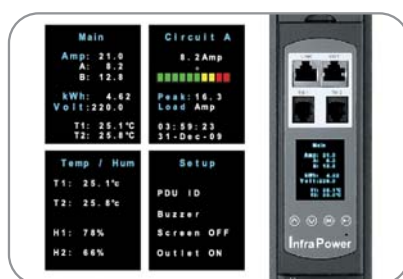 Main
Amp: 21.0
A: 8.2
B: 12.8
kWh: 4.62
Volt:220.0
T1: 25.1°C
T2: 25.8°C
Circuit A
8.2Amp
Peak:16.3
Load Amp
03:59:23
31-Dec-09
Temp / Hum
T1: 25.1°c
T2: 25.8°c
H1: 78%
H2: 66%
Setup
PDU ID
Buzzer
Screen OFF
Outlet ON
Main
InfraPower